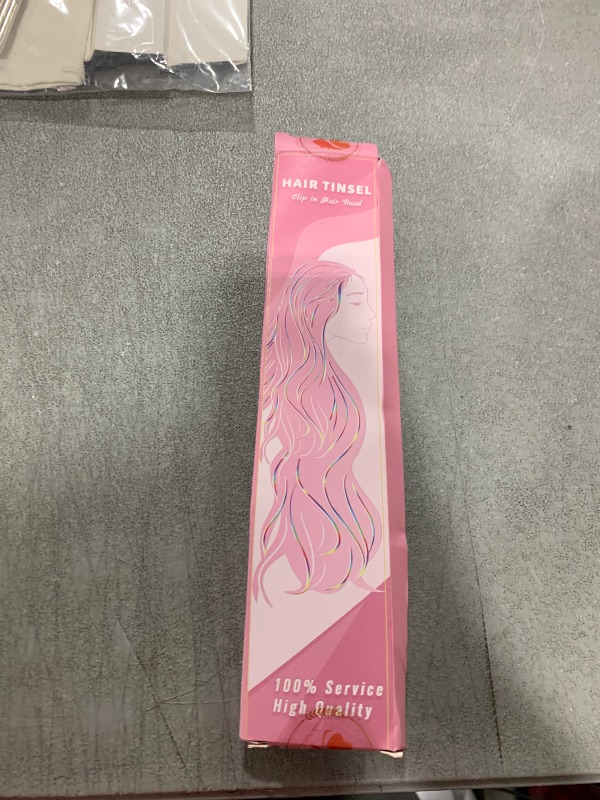 HAIR TINSEL
Clip in Hair Tinsel
100% Service
High Quality